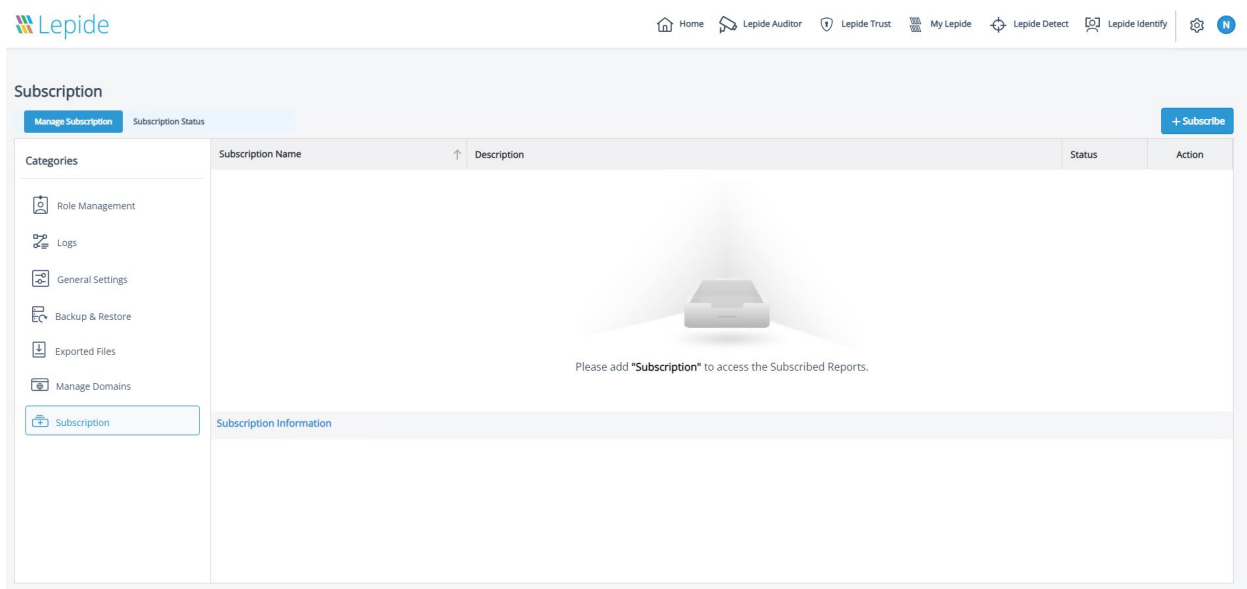 Lepide
Home Lepide Auditor Lepide Trust My Lepide Lepide Detect Lepide Identify N
Subscription
Manage Subscription Subscription Status + Subscribe
Categories
Subscription Name Description Status Action
Role Management
Logs
General Settings
Backup & Restore
Exported Files
Manage Domains
Subscription
Please add "Subscription" to access the Subscribed Reports.
Subscription Information